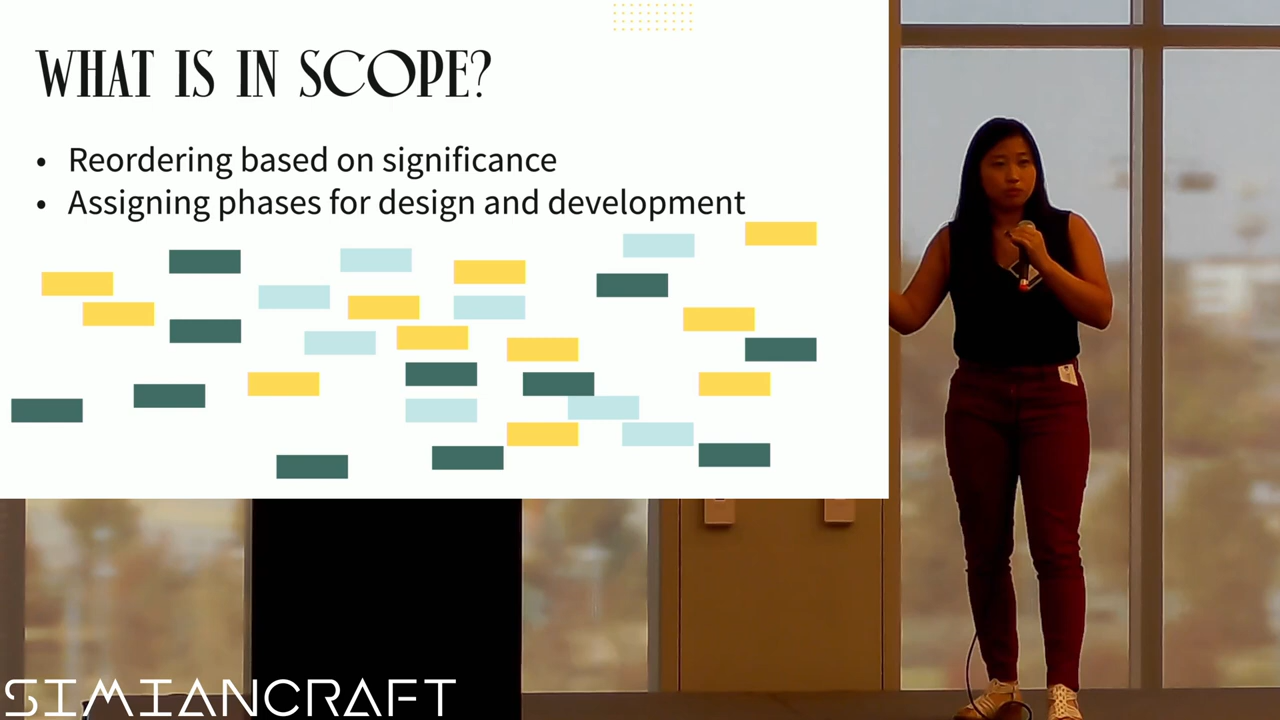 WHAT IS IN SCOPE?
• Reordering based on significance
• Assigning phases for design and development
SIMIANCRAFT